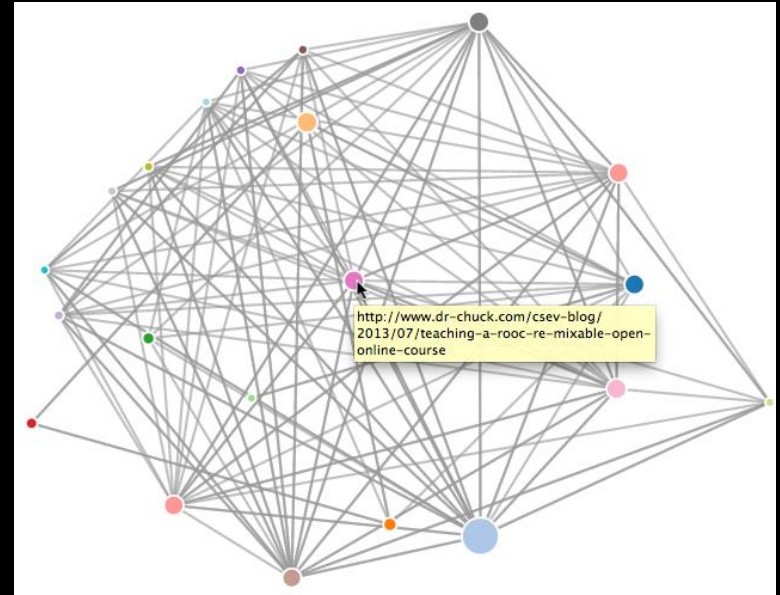 http://www.dr-chuck.com/csev-blog/
2013/07/teaching-a-rooc-re-mixable-open-
online-course